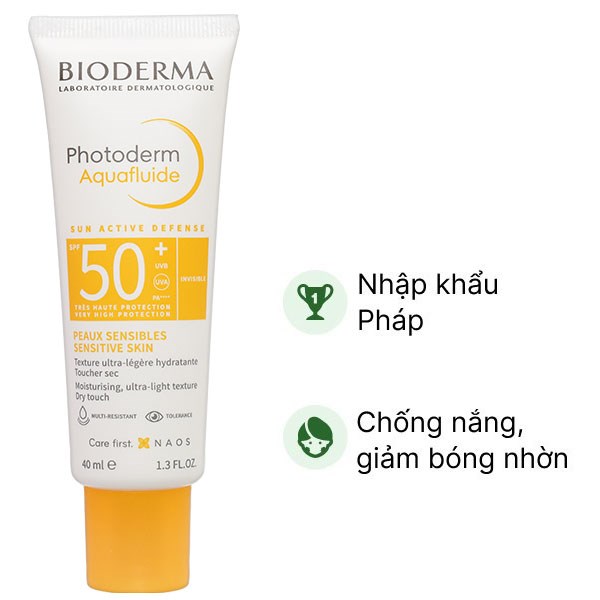 BIODERMA
LABORATOIRE DERMATOLOGIQUE
Photoderm
Aquafluide
SUN ACTIVE DEFENSE
SPF 50+
UVB
UVA
PA++++
INVISIBLE
TRÈS HAUTE PROTECTION
VERY HIGH PROTECTION
PEAUX SENSIBLES
SENSITIVE SKIN
Texture ultra-légère hydratante
Toucher sec
Moisturising, ultra-light texture
Dry touch
MULTI-RESISTANT TOLERANCE
Care first. NAOS
40 ml e 1.3 FL.OZ.
1
Nhập khẩu
Pháp
Chống nắng,
giảm bóng nhờn